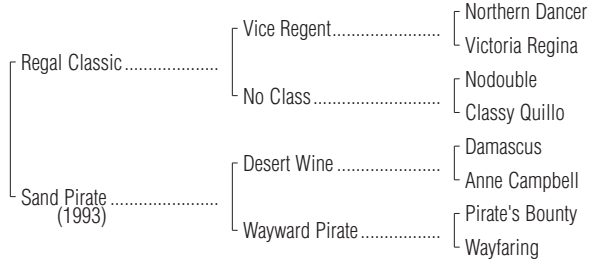 Northern Dancer
Vice Regent....................
Victoria Regina
Regal Classic ...................
Nodouble
No Class..........................
Classy Quillo
Damascus
Desert Wine .....................
Anne Campbell
Sand Pirate ......................
(1993)
Pirate's Bounty
Wayward Pirate................
Wayfaring